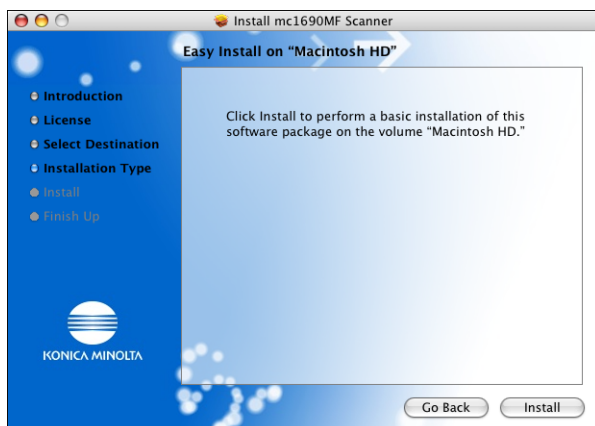 Install mc1690MF Scanner
Easy Install on “Macintosh HD”
Introduction
License
Select Destination
Installation Type
Install
Finish Up
Click Install to perform a basic installation of this
software package on the volume “Macintosh HD.”
KONICA MINOLTA
Go Back
Install